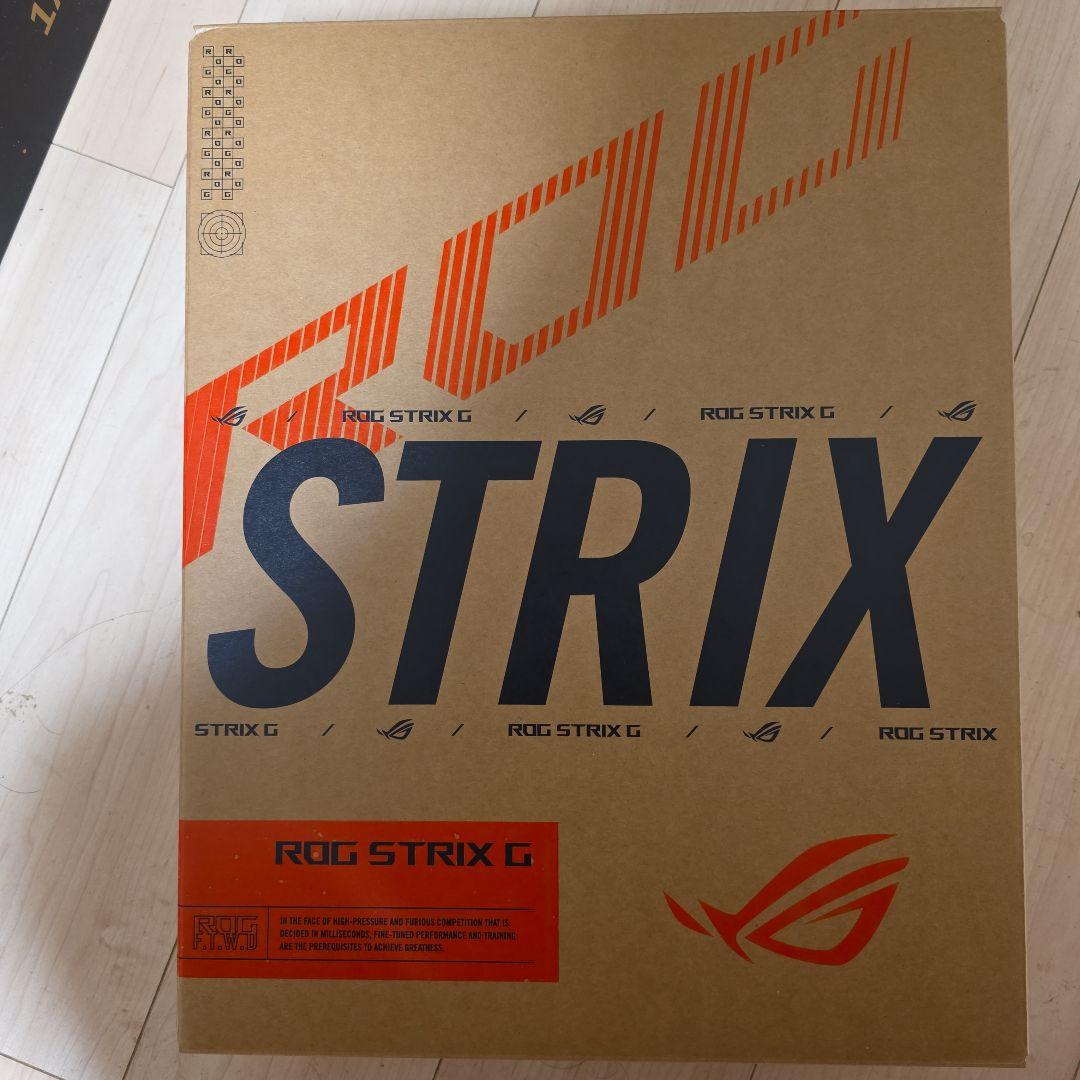 ROG
ROG STRIX G / / ROG STRIX G /
STRIX
STRIX G / / ROG STRIX G / / ROG STRIX
ROG STRIX G
ROG
F.T.W.D
IN THE FACE OF HIGH-PRESSURE AND FURIOUS COMPETITION THAT IS
DECIDED IN MILLISECONDS, FINE-TUNED PERFORMANCE AND TRAINING
ARE THE PREREQUISITES TO ACHIEVE GREATNESS.